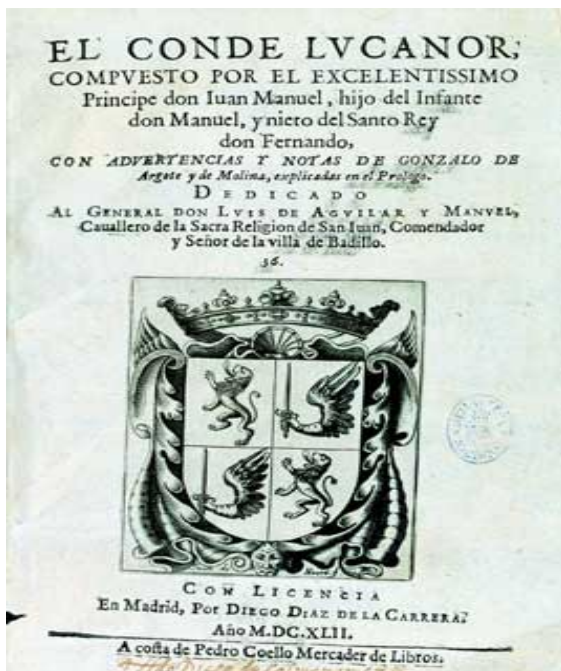 EL CONDE LVCANOR,
COMPVESTO POR EL EXCELENTISSIMO
Principe don Iuan Manuel, hijo del Infante
don Manuel, y nieto del Santo Rey
don Fernando,
CON ADVERTENCIAS Y NOTAS DE GONZALO DE
Argote y de Molina, explicadas en el Prologo.
DEDICADO
AL GENERAL DON LVIS DE AGVILAR Y MANVEL,
Cauallero de la Sacra Religion de San Iuan, Comendador
y Señor de la villa de Badillo.
36.
CON LICENCIA
En Madrid, Por DIEGO DIAZ DE LA CARRERA,
Año M.DC.XLII.
A costa de Pedro Coello Mercader de Libros.